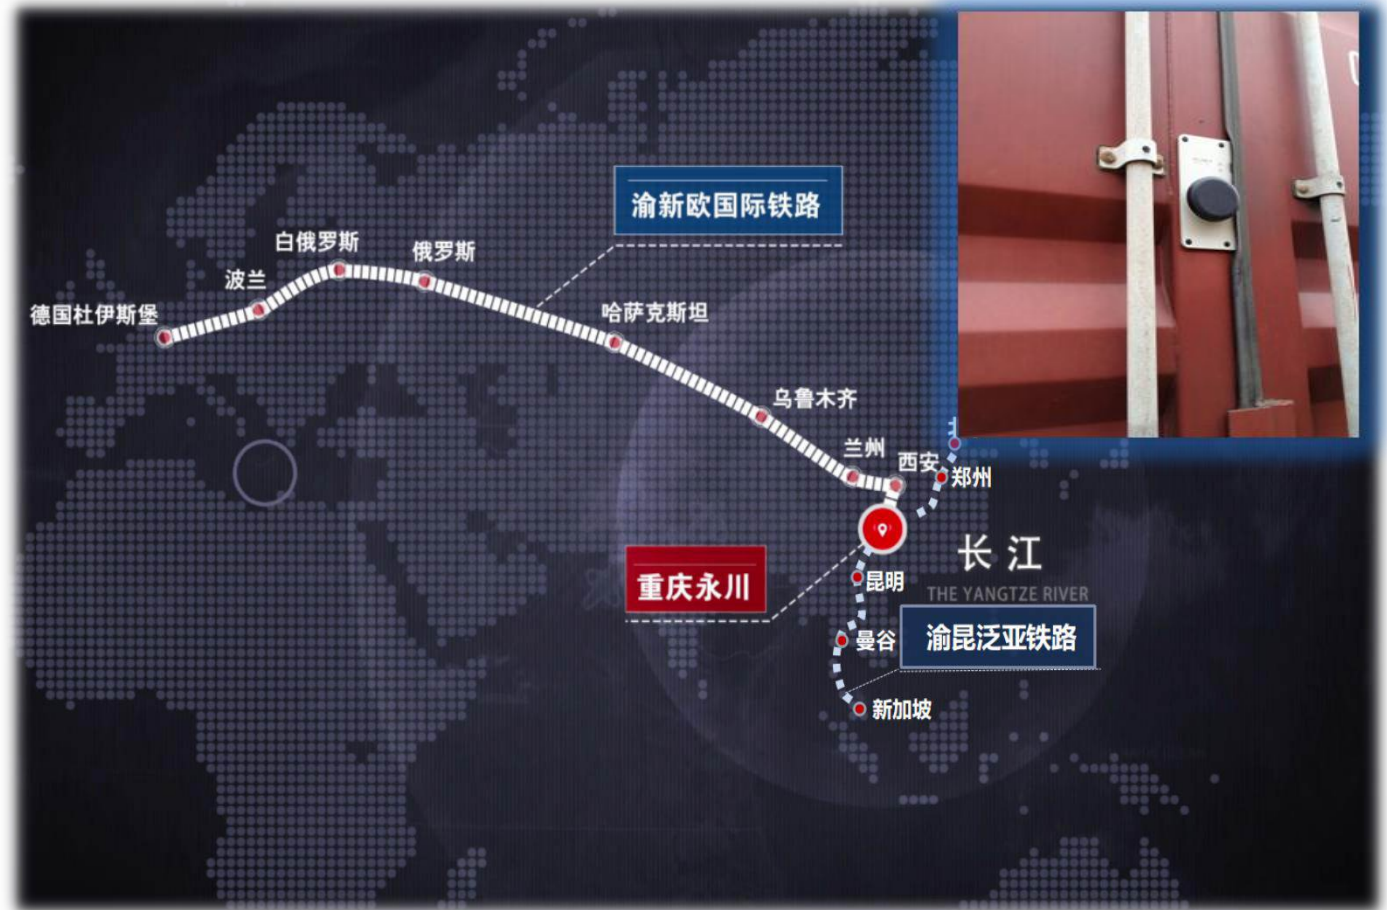 渝新欧国际铁路
白俄罗斯
俄罗斯
波兰
德国杜伊斯堡
哈萨克斯坦
乌鲁木齐
兰州
西安
郑州
长江
THE YANGTZE RIVER
重庆永川
昆明
曼谷
渝昆泛亚铁路
新加坡